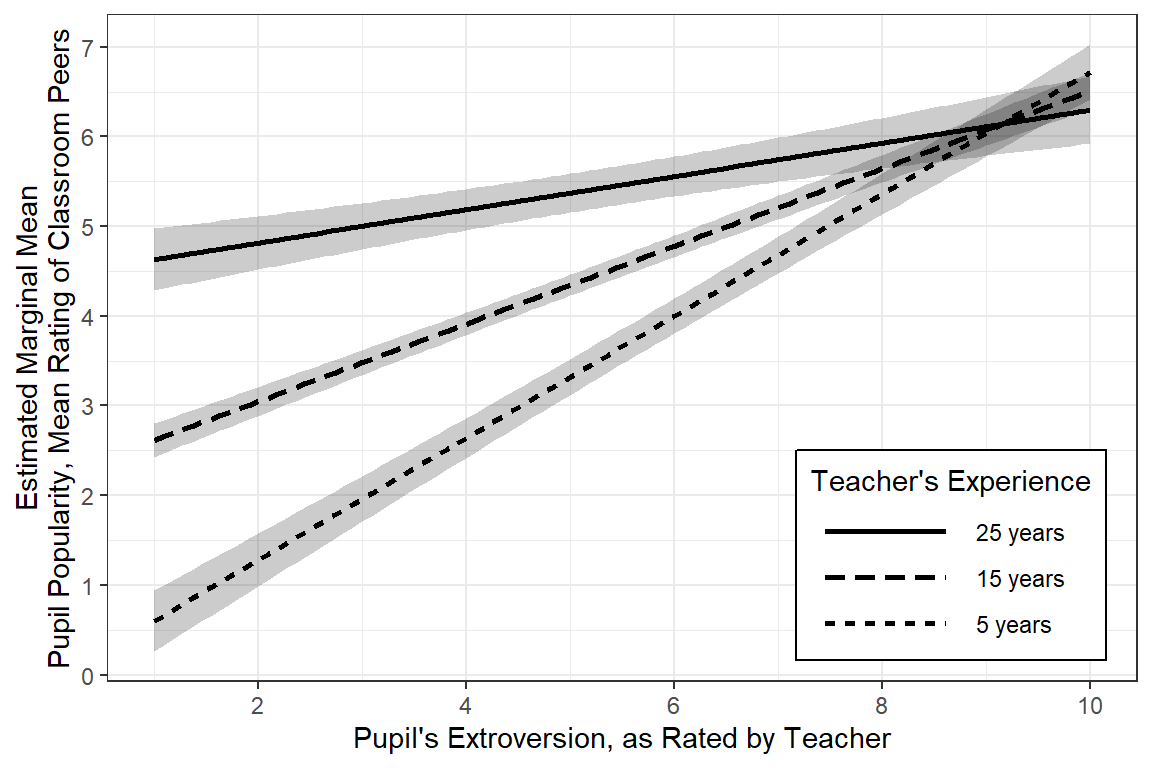 Estimated Marginal Mean
Pupil Popularity, Mean Rating of Classroom Peers
7
6
5
4
3
2
1
0
Teacher's Experience
25 years
15 years
5 years
2
4
6
8
10
Pupil's Extroversion, as Rated by Teacher